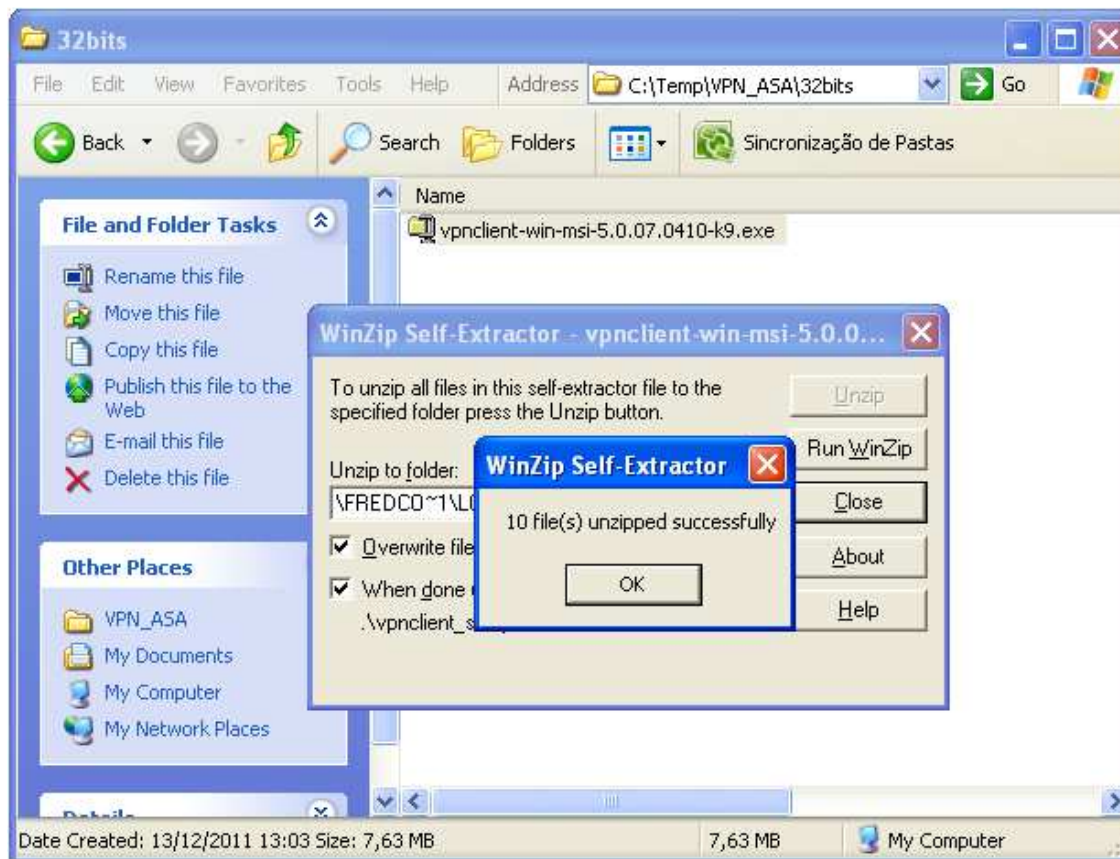 32bits
File Edit View Favorites Tools Help Address C:\Temp\VPN_ASA\32bits Go
Back Search Folders Sincronização de Pastas
Name
File and Folder Tasks
vpnclient-win-msi-5.0.07.0410-k9.exe
Rename this file
Move this file
Copy this file
Publish this file to the
Web
E-mail this file
Delete this file
Other Places
VPN_ASA
My Documents
My Computer
My Network Places
Details
WinZip Self-Extractor - vpnclient-win-msi-5.0.0...
To unzip all files in this self-extractor file to the
specified folder press the Unzip button.
Unzip to folder:
\FREDCO~1\LO
Overwrite file
When done
.\vpnclient_s
Unzip
Run WinZip
Close
About
Help
WinZip Self-Extractor
10 file(s) unzipped successfully
OK
Date Created: 13/12/2011 13:03 Size: 7,63 MB 7,63 MB My Computer